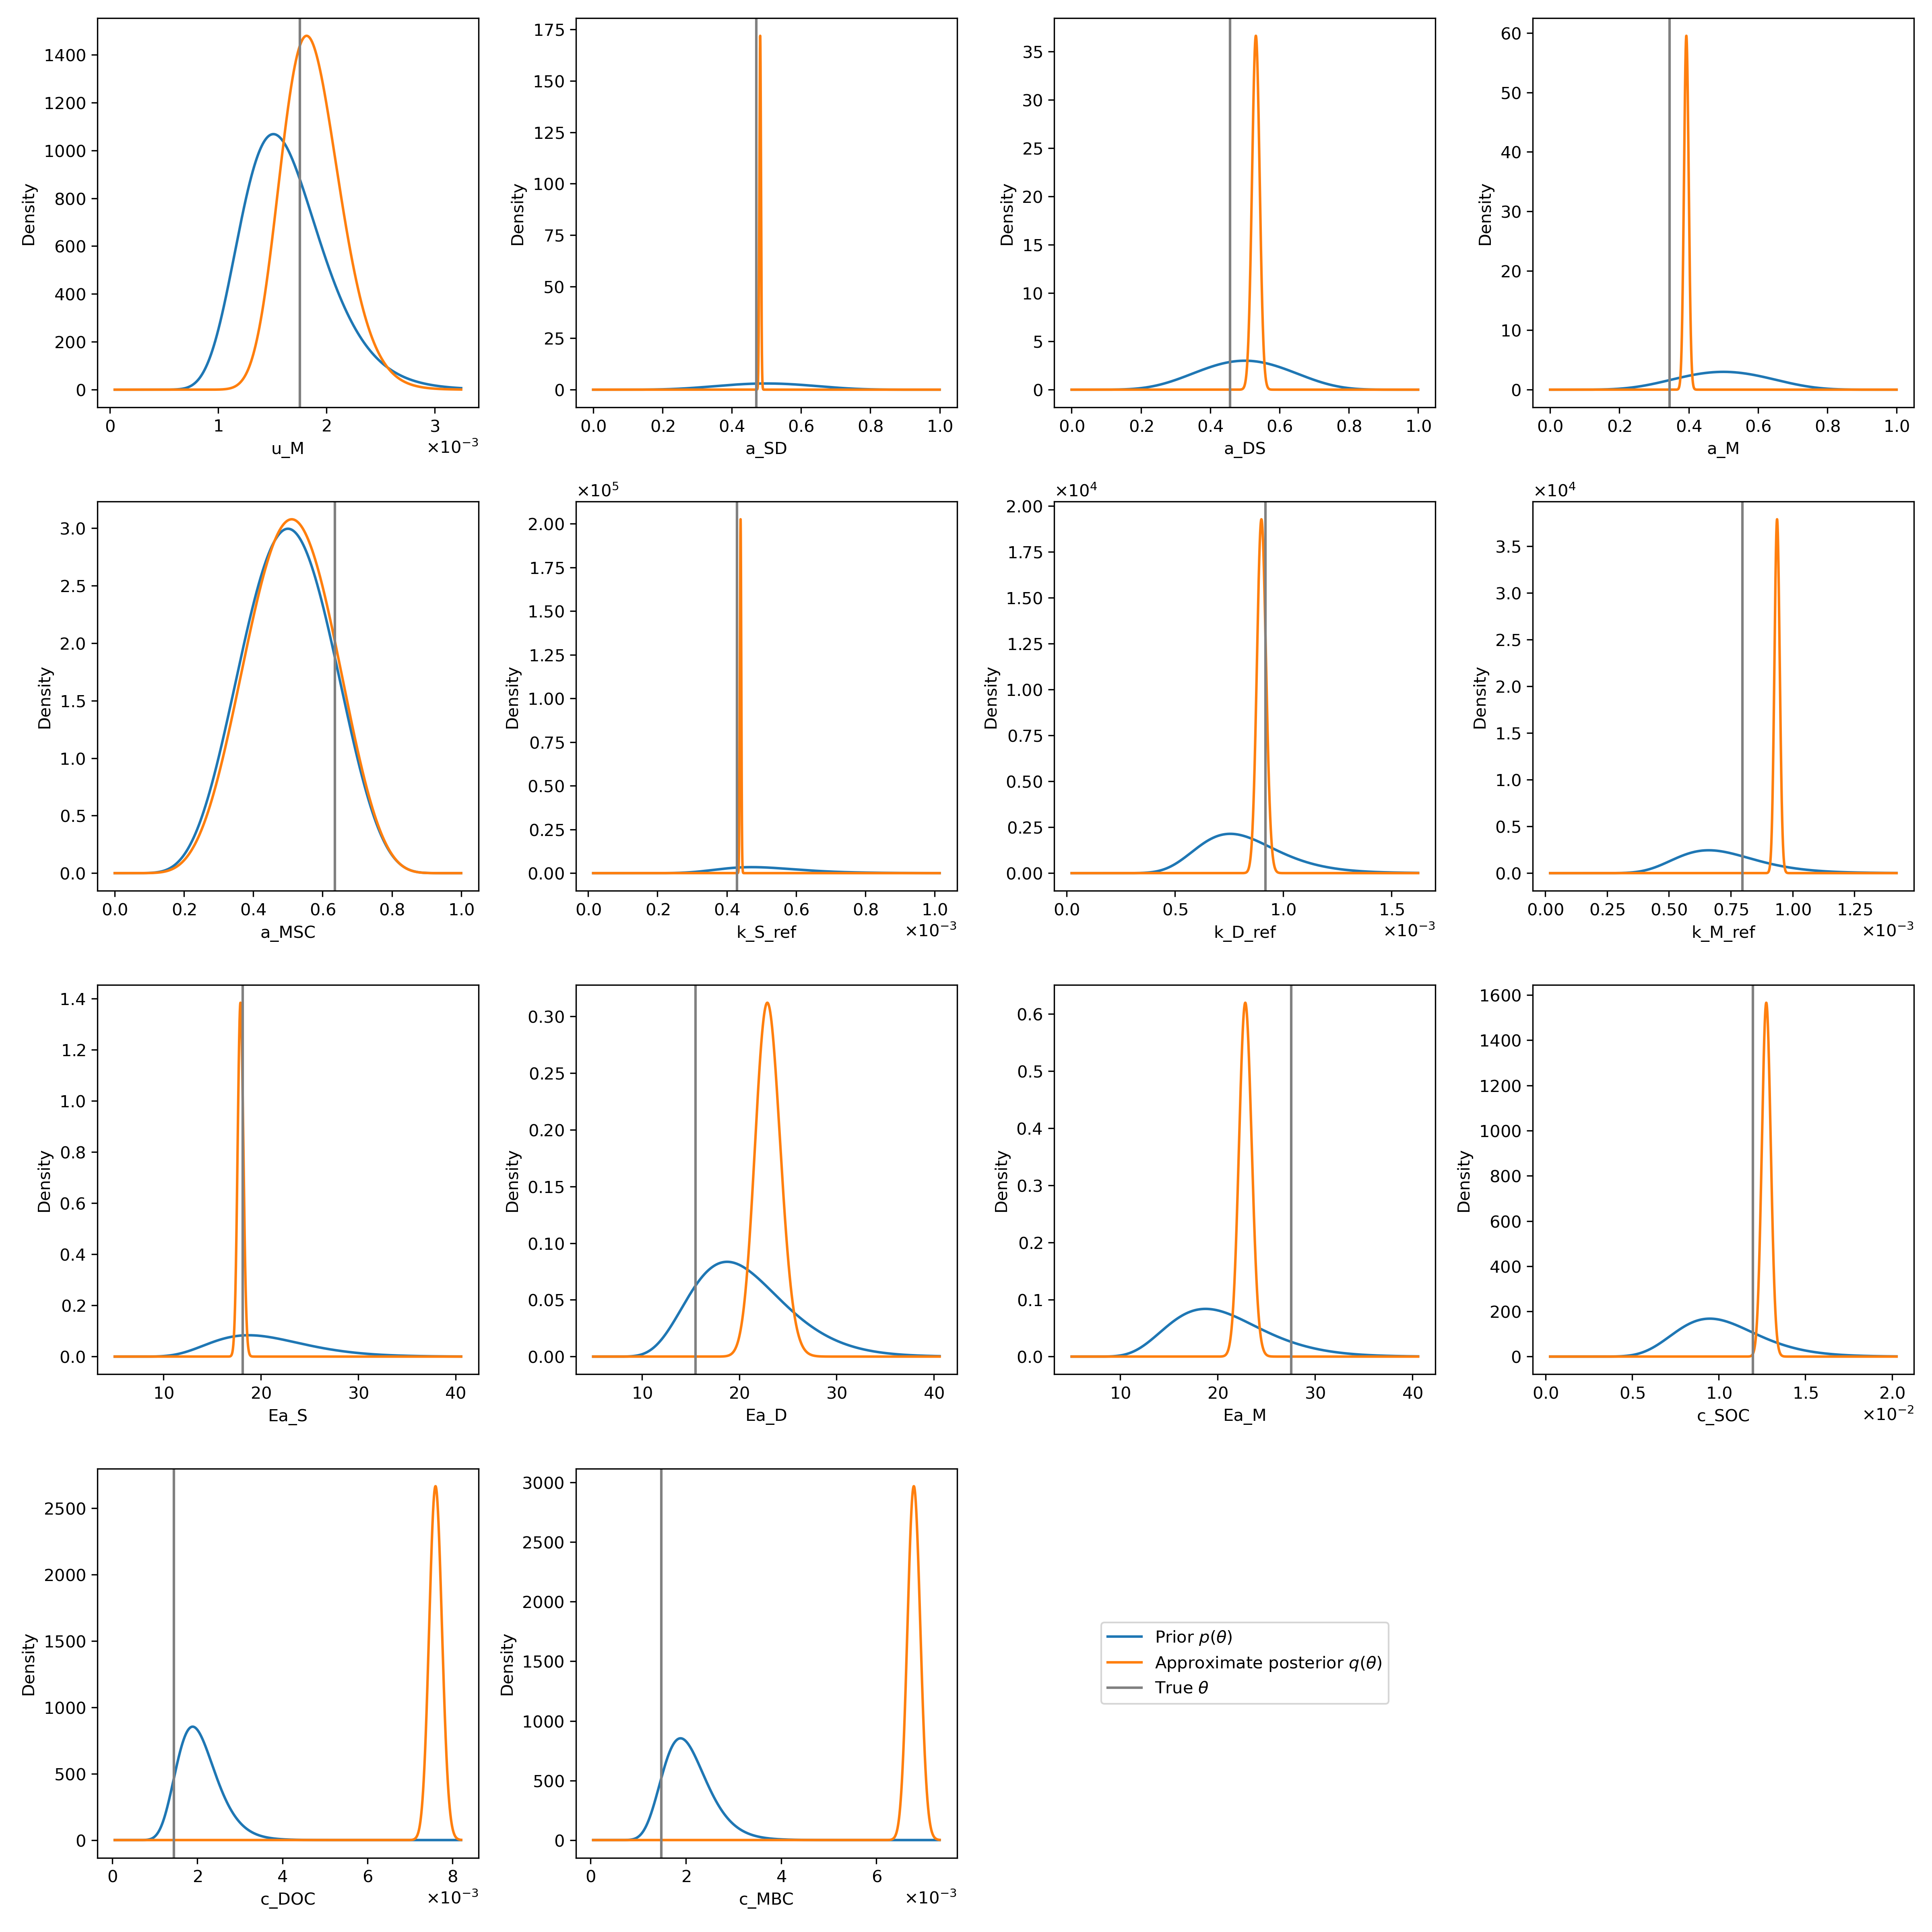 1400
1200
1000
800
600
400
200
0
Density
0 1 2 3
u_M ×10⁻³
175
150
125
100
75
50
25
0
Density
0.0 0.2 0.4 0.6 0.8 1.0
a_SD
35
30
25
20
15
10
5
0
Density
0.0 0.2 0.4 0.6 0.8 1.0
a_DS
60
50
40
30
20
10
0
Density
0.0 0.2 0.4 0.6 0.8 1.0
a_M
3.0
2.5
2.0
1.5
1.0
0.5
0.0
Density
0.0 0.2 0.4 0.6 0.8 1.0
a_MSC
×10⁵
2.00
1.75
1.50
1.25
1.00
0.75
0.50
0.25
0.00
Density
0.0 0.2 0.4 0.6 0.8 1.0
k_S_ref ×10⁻³
×10⁴
2.00
1.75
1.50
1.25
1.00
0.75
0.50
0.25
0.00
Density
0.0 0.5 1.0 1.5
k_D_ref ×10⁻³
×10⁴
3.5
3.0
2.5
2.0
1.5
1.0
0.5
0.0
Density
0.00 0.25 0.50 0.75 1.00 1.25
k_M_ref ×10⁻³
1.4
1.2
1.0
0.8
0.6
0.4
0.2
0.0
Density
10 20 30 40
Ea_S
0.30
0.25
0.20
0.15
0.10
0.05
0.00
Density
10 20 30 40
Ea_D
0.6
0.5
0.4
0.3
0.2
0.1
0.0
Density
10 20 30 40
Ea_M
1600
1400
1200
1000
800
600
400
200
0
Density
0.0 0.5 1.0 1.5 2.0
c_SOC ×10⁻²
2500
2000
1500
1000
500
0
Density
0 2 4 6 8
c_DOC ×10⁻³
3000
2500
2000
1500
1000
500
0
Density
0 2 4 6
c_MBC ×10⁻³
Prior p(θ)
Approximate posterior q(θ)
True θ